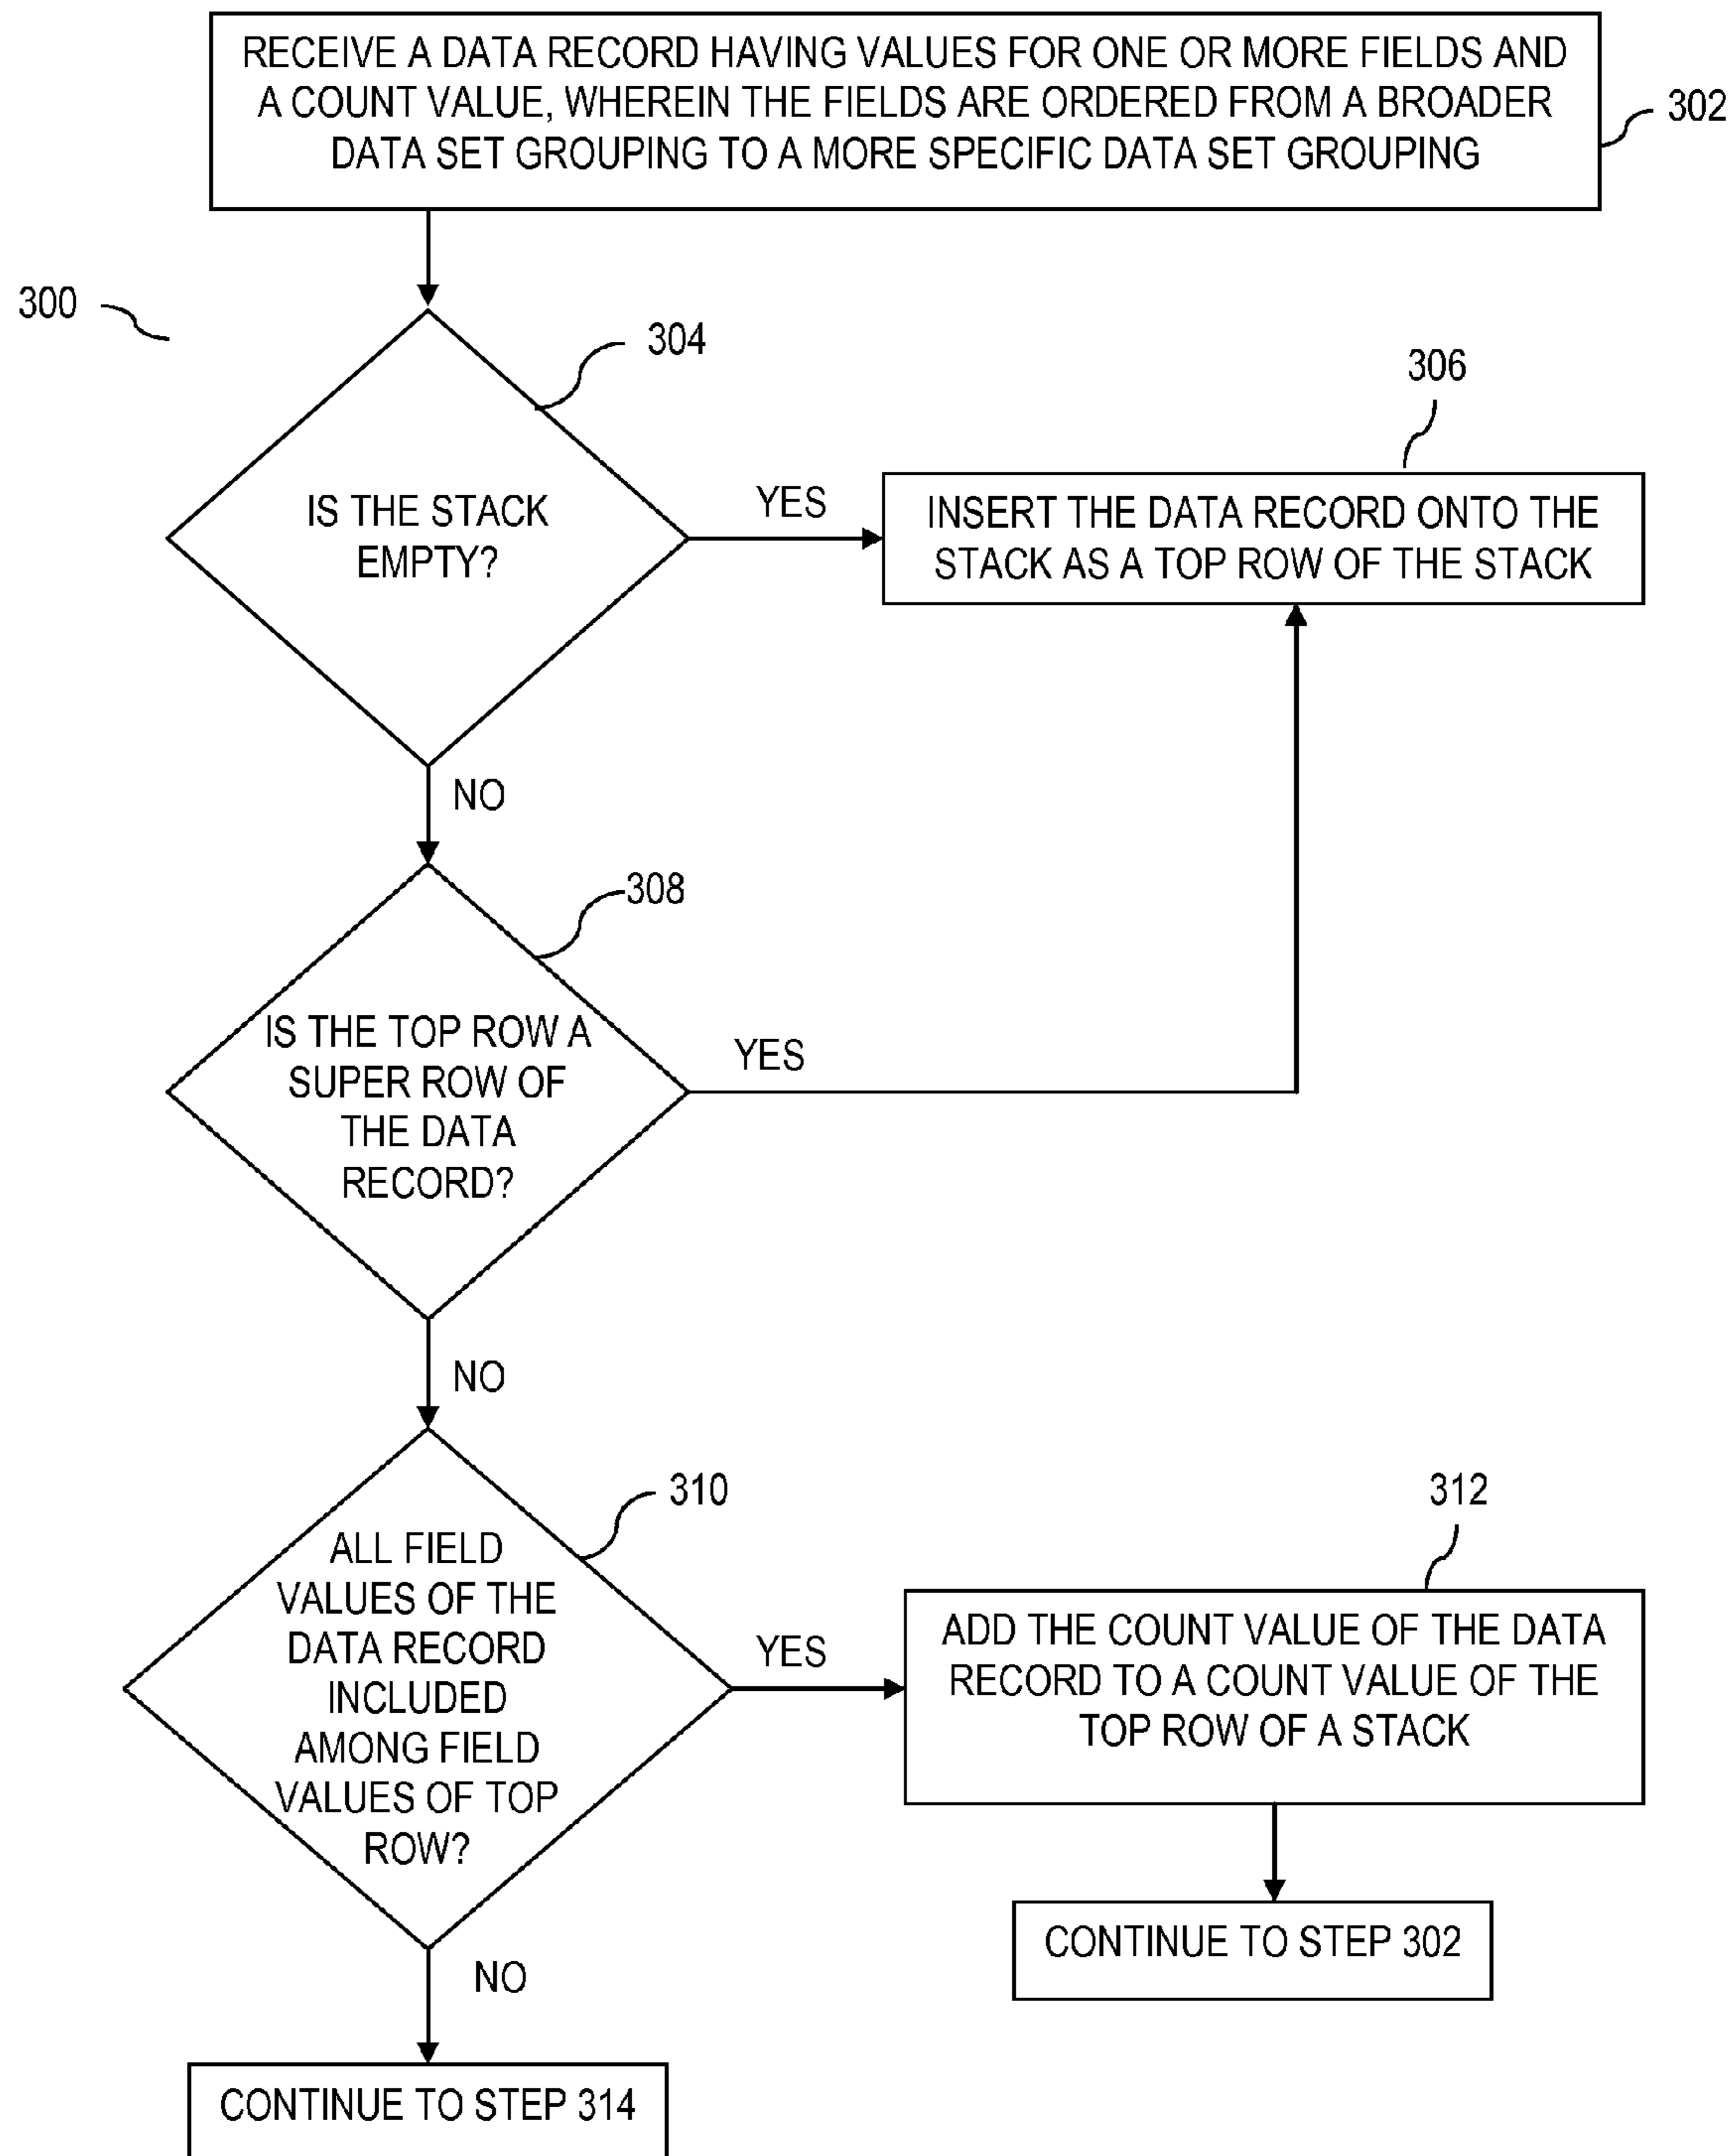 RECEIVE A DATA RECORD HAVING VALUES FOR ONE OR MORE FIELDS AND
A COUNT VALUE, WHEREIN THE FIELDS ARE ORDERED FROM A BROADER
DATA SET GROUPING TO A MORE SPECIFIC DATA SET GROUPING
302
300
304
306
IS THE STACK
EMPTY?
YES
INSERT THE DATA RECORD ONTO THE
STACK AS A TOP ROW OF THE STACK
NO
308
IS THE TOP ROW A
SUPER ROW OF
THE DATA
RECORD?
YES
NO
310
312
ALL FIELD
VALUES OF THE
DATA RECORD
INCLUDED
AMONG FIELD
VALUES OF TOP
ROW?
YES
ADD THE COUNT VALUE OF THE DATA
RECORD TO A COUNT VALUE OF THE
TOP ROW OF A STACK
CONTINUE TO STEP 302
NO
CONTINUE TO STEP 314